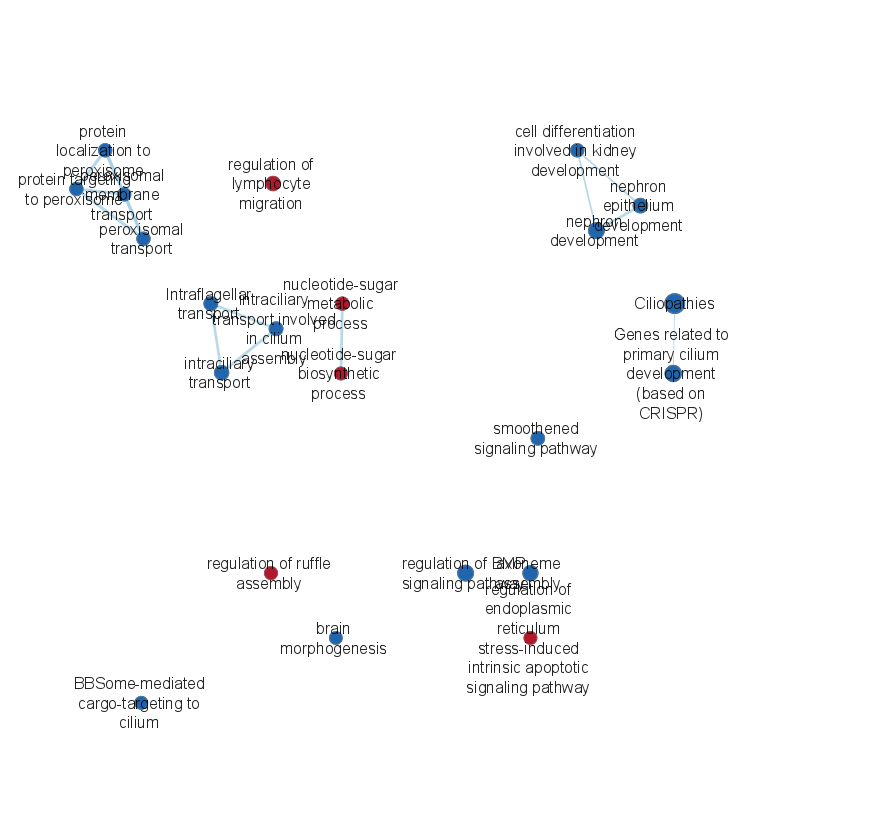 protein
localization to
peroxisome
protein targeting
to peroxisome
peroxisomal
membrane
transport
peroxisomal
transport
regulation of
lymphocyte
migration
cell differentiation
involved in kidney
development
nephron
epithelium
development
nephron
development
Intraflagellar
transport
intraciliary
transport involved
in cilium
assembly
intraciliary
transport
nucleotide-sugar
metabolic
process
nucleotide-sugar
biosynthetic
process
Ciliopathies
Genes related to
primary cilium
development
(based on
CRISPR)
smoothened
signaling pathway
regulation of ruffle
assembly
regulation of BMP
signaling pathway
axoneme
assembly
regulation of
endoplasmic
reticulum
stress-induced
intrinsic apoptotic
signaling pathway
brain
morphogenesis
BBSome-mediated
cargo-targeting to
cilium